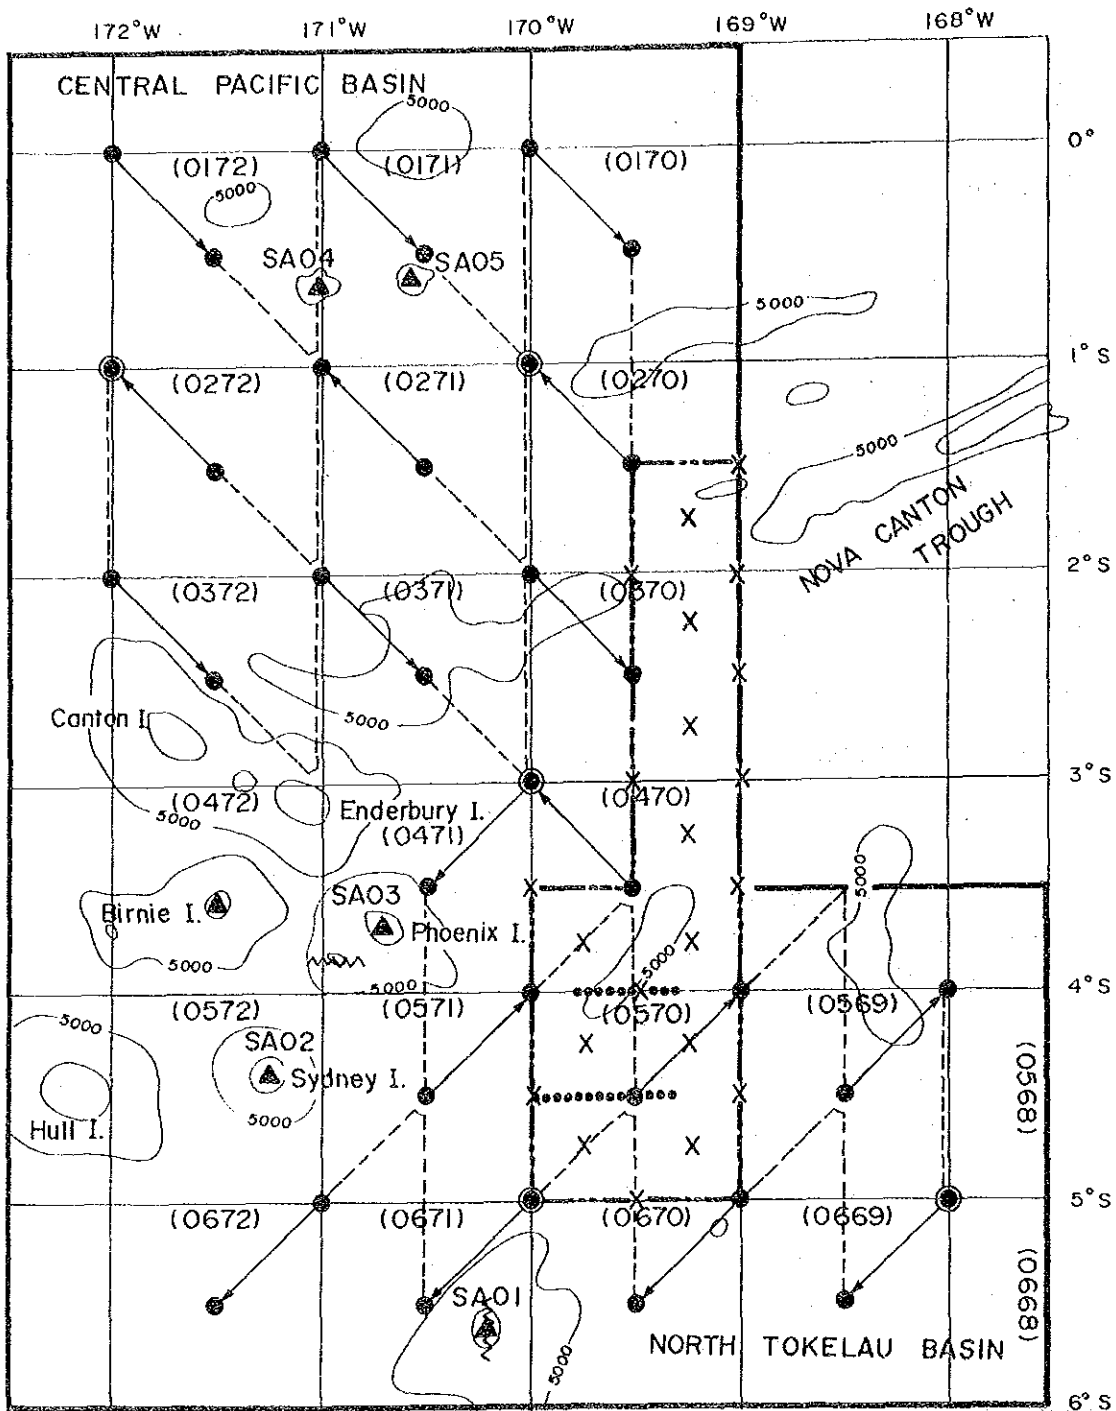 172°W 171°W 170°W 169°W 168°W
CENTRAL PACIFIC BASIN
5000
0°
(0172) (0171) (0170)
5000
SA04 SA05
5000
1°S
(0272) (0271) (0270)
5000
NOVA CANTON
TROUGH
2°S
(0372) (0371) (0370)
5000
Canton I.
3°S
(0472) Enderbury I. (0470)
5000
(0471)
5000
SA03
Birnie I. Phoenix I.
5000
5000
5000
4°S
(0572) (0571) (0570) (0569)
5000
SA02
Sydney I.
(0568)
5000
Hull I.
5°S
(0672) (0671) (0670) (0669)
(0668)
SA01
5000
NORTH TOKELAU BASIN
6°S